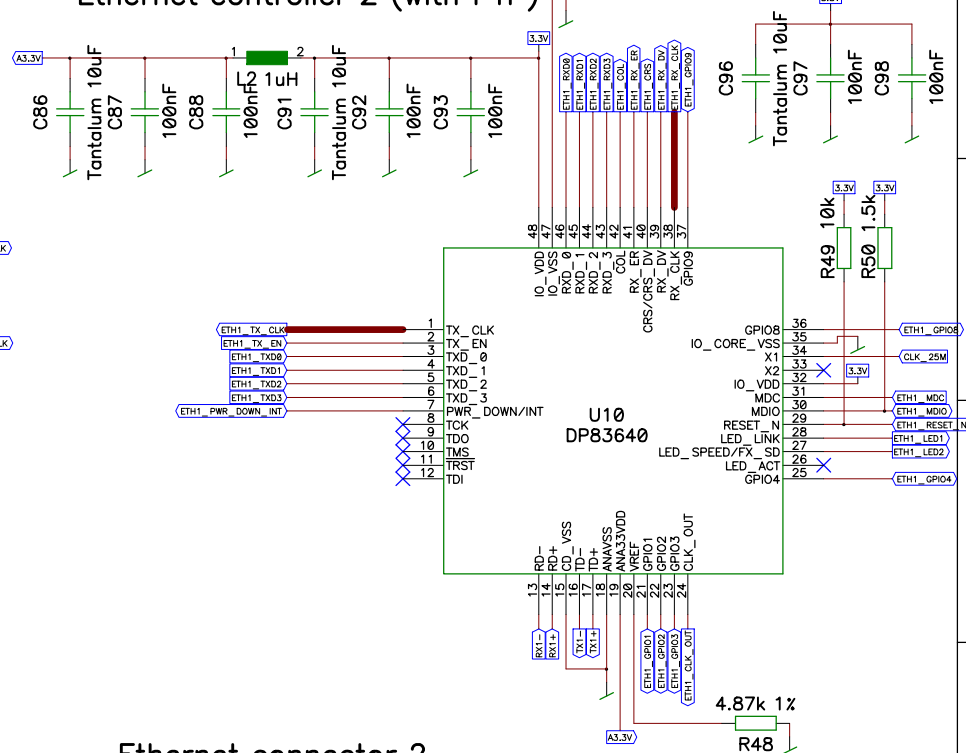 3.3V
A3.3V
1
2
L2 1uH
C86
Tantalum 10uF
C87
100nF
C88
100nF
C91
Tantalum 10uF
C92
100nF
C93
100nF
ETH1_RXD0
ETH1_RXD1
ETH1_RXD2
ETH1_RXD3
ETH1_COL
ETH1_RX_ER
ETH1_CRS
ETH1_RX_DV
ETH1_RX_CLK
ETH1_GPIO9
C96
Tantalum 10uF
C97
100nF
C98
100nF
3.3V
3.3V
R49 10k
R50 1.5k
48
47
46
45
44
43
42
41
40
39
38
37
IO_VDD
IO_VSS
RXD_0
RXD_1
RXD_2
RXD_3
COL
RX_ER
CRS/CRS_DV
RX_DV
RX_CLK
GPIO9
ETH1_TX_CLK 1 TX_CLK
ETH1_TX_EN 2 TX_EN
ETH1_TXD0 3 TXD_0
ETH1_TXD1 4 TXD_1
ETH1_TXD2 5 TXD_2
ETH1_TXD3 6 TXD_3
ETH1_PWR_DOWN_INT 7 PWR_DOWN/INT
8 TCK
9 TDO
10 TMS
11 TRST
12 TDI
U10
DP83640
GPIO8 36 ETH1_GPIO8
IO_CORE_VSS 35
X1 34 CLK_25M
X2 33
3.3V
IO_VDD 32
MDC 31 ETH1_MDC
MDIO 30 ETH1_MDIO
RESET_N 29 ETH1_RESET_N
LED_LINK 28 ETH1_LED1
LED_SPEED/FX_SD 27 ETH1_LED2
LED_ACT 26
GPIO4 25 ETH1_GPIO4
RD-
RD+
CD_VSS
TD-
TD+
ANAVSS
ANA33VDD
VREF
GPIO1
GPIO2
GPIO3
CLK_OUT
13
14
15
16
17
18
19
20
21
22
23
24
RX1-
RX1+
TX1-
TX1+
ETH1_GPIO1
ETH1_GPIO2
ETH1_GPIO3
ETH1_CLK_OUT
A3.3V
4.87k 1%
R48